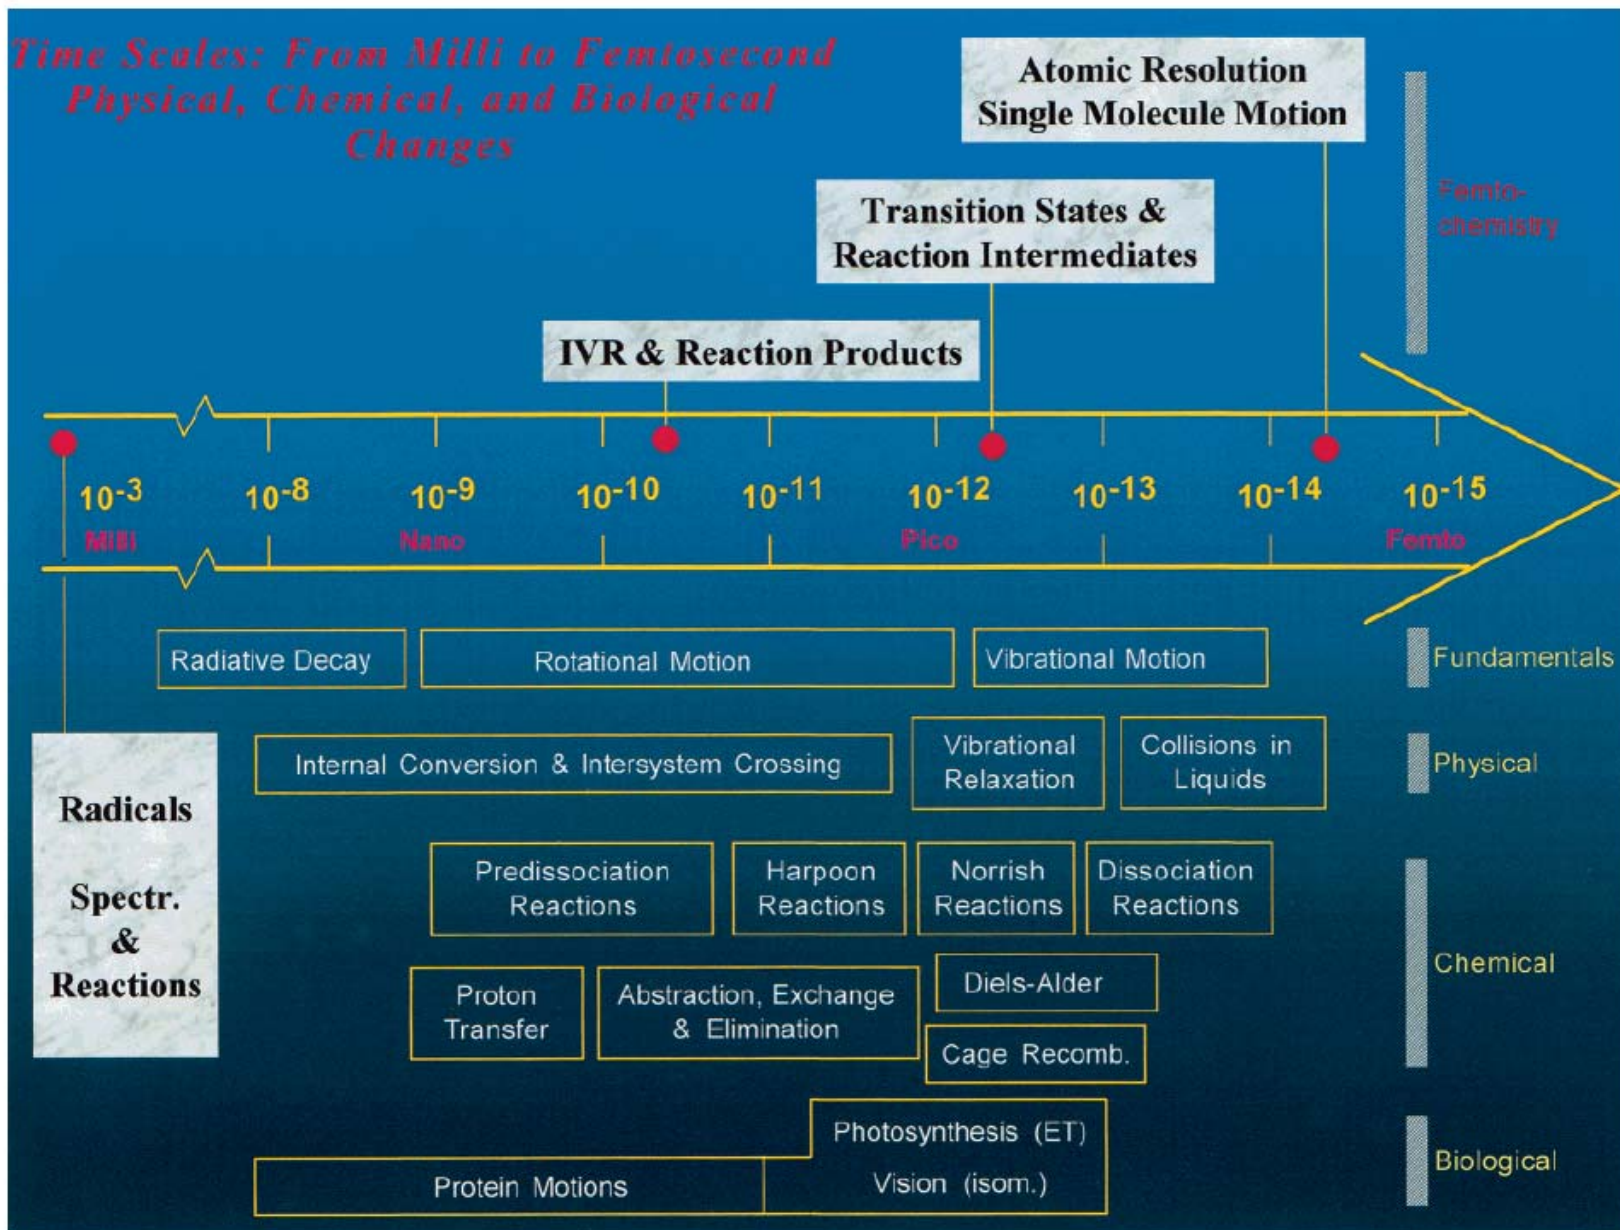 Time Scales: From Milli to Femtosecond
Physical, Chemical, and Biological
Changes
Atomic Resolution
Single Molecule Motion
Femto-
chemistry
Transition States &
Reaction Intermediates
IVR & Reaction Products
10-3 10-8 10-9 10-10 10-11 10-12 10-13 10-14 10-15
Milli Nano Pico Femto
Radiative Decay
Rotational Motion
Vibrational Motion
Fundamentals
Internal Conversion & Intersystem Crossing
Vibrational
Relaxation
Collisions in
Liquids
Physical
Radicals
Spectr.
&
Reactions
Predissociation
Reactions
Harpoon
Reactions
Norrish
Reactions
Dissociation
Reactions
Proton
Transfer
Abstraction, Exchange
& Elimination
Diels-Alder
Cage Recomb.
Chemical
Photosynthesis (ET)
Vision (isom.)
Protein Motions
Biological